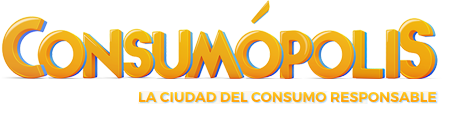 CONSUMÓPOLIS
LA CIUDAD DEL CONSUMO RESPONSABLE